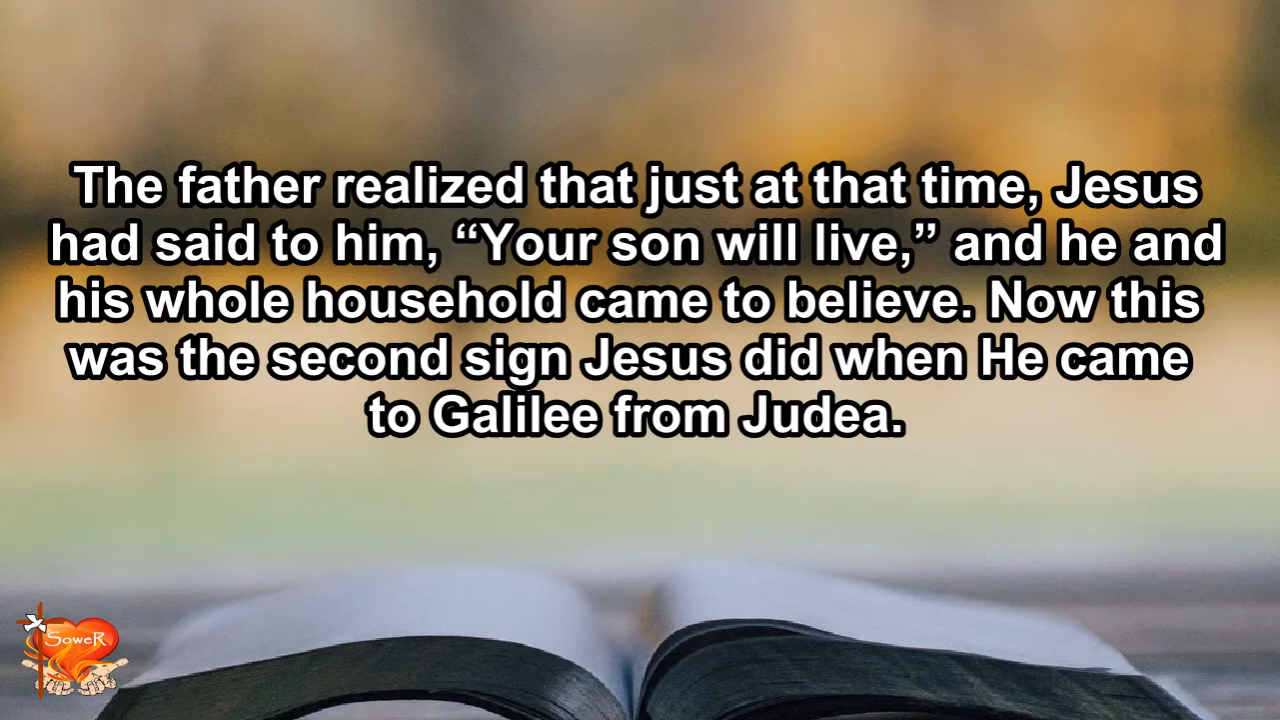 The father realized that just at that time, Jesus
had said to him, “Your son will live,” and he and
his whole household came to believe. Now this
was the second sign Jesus did when He came
to Galilee from Judea.
SoweR